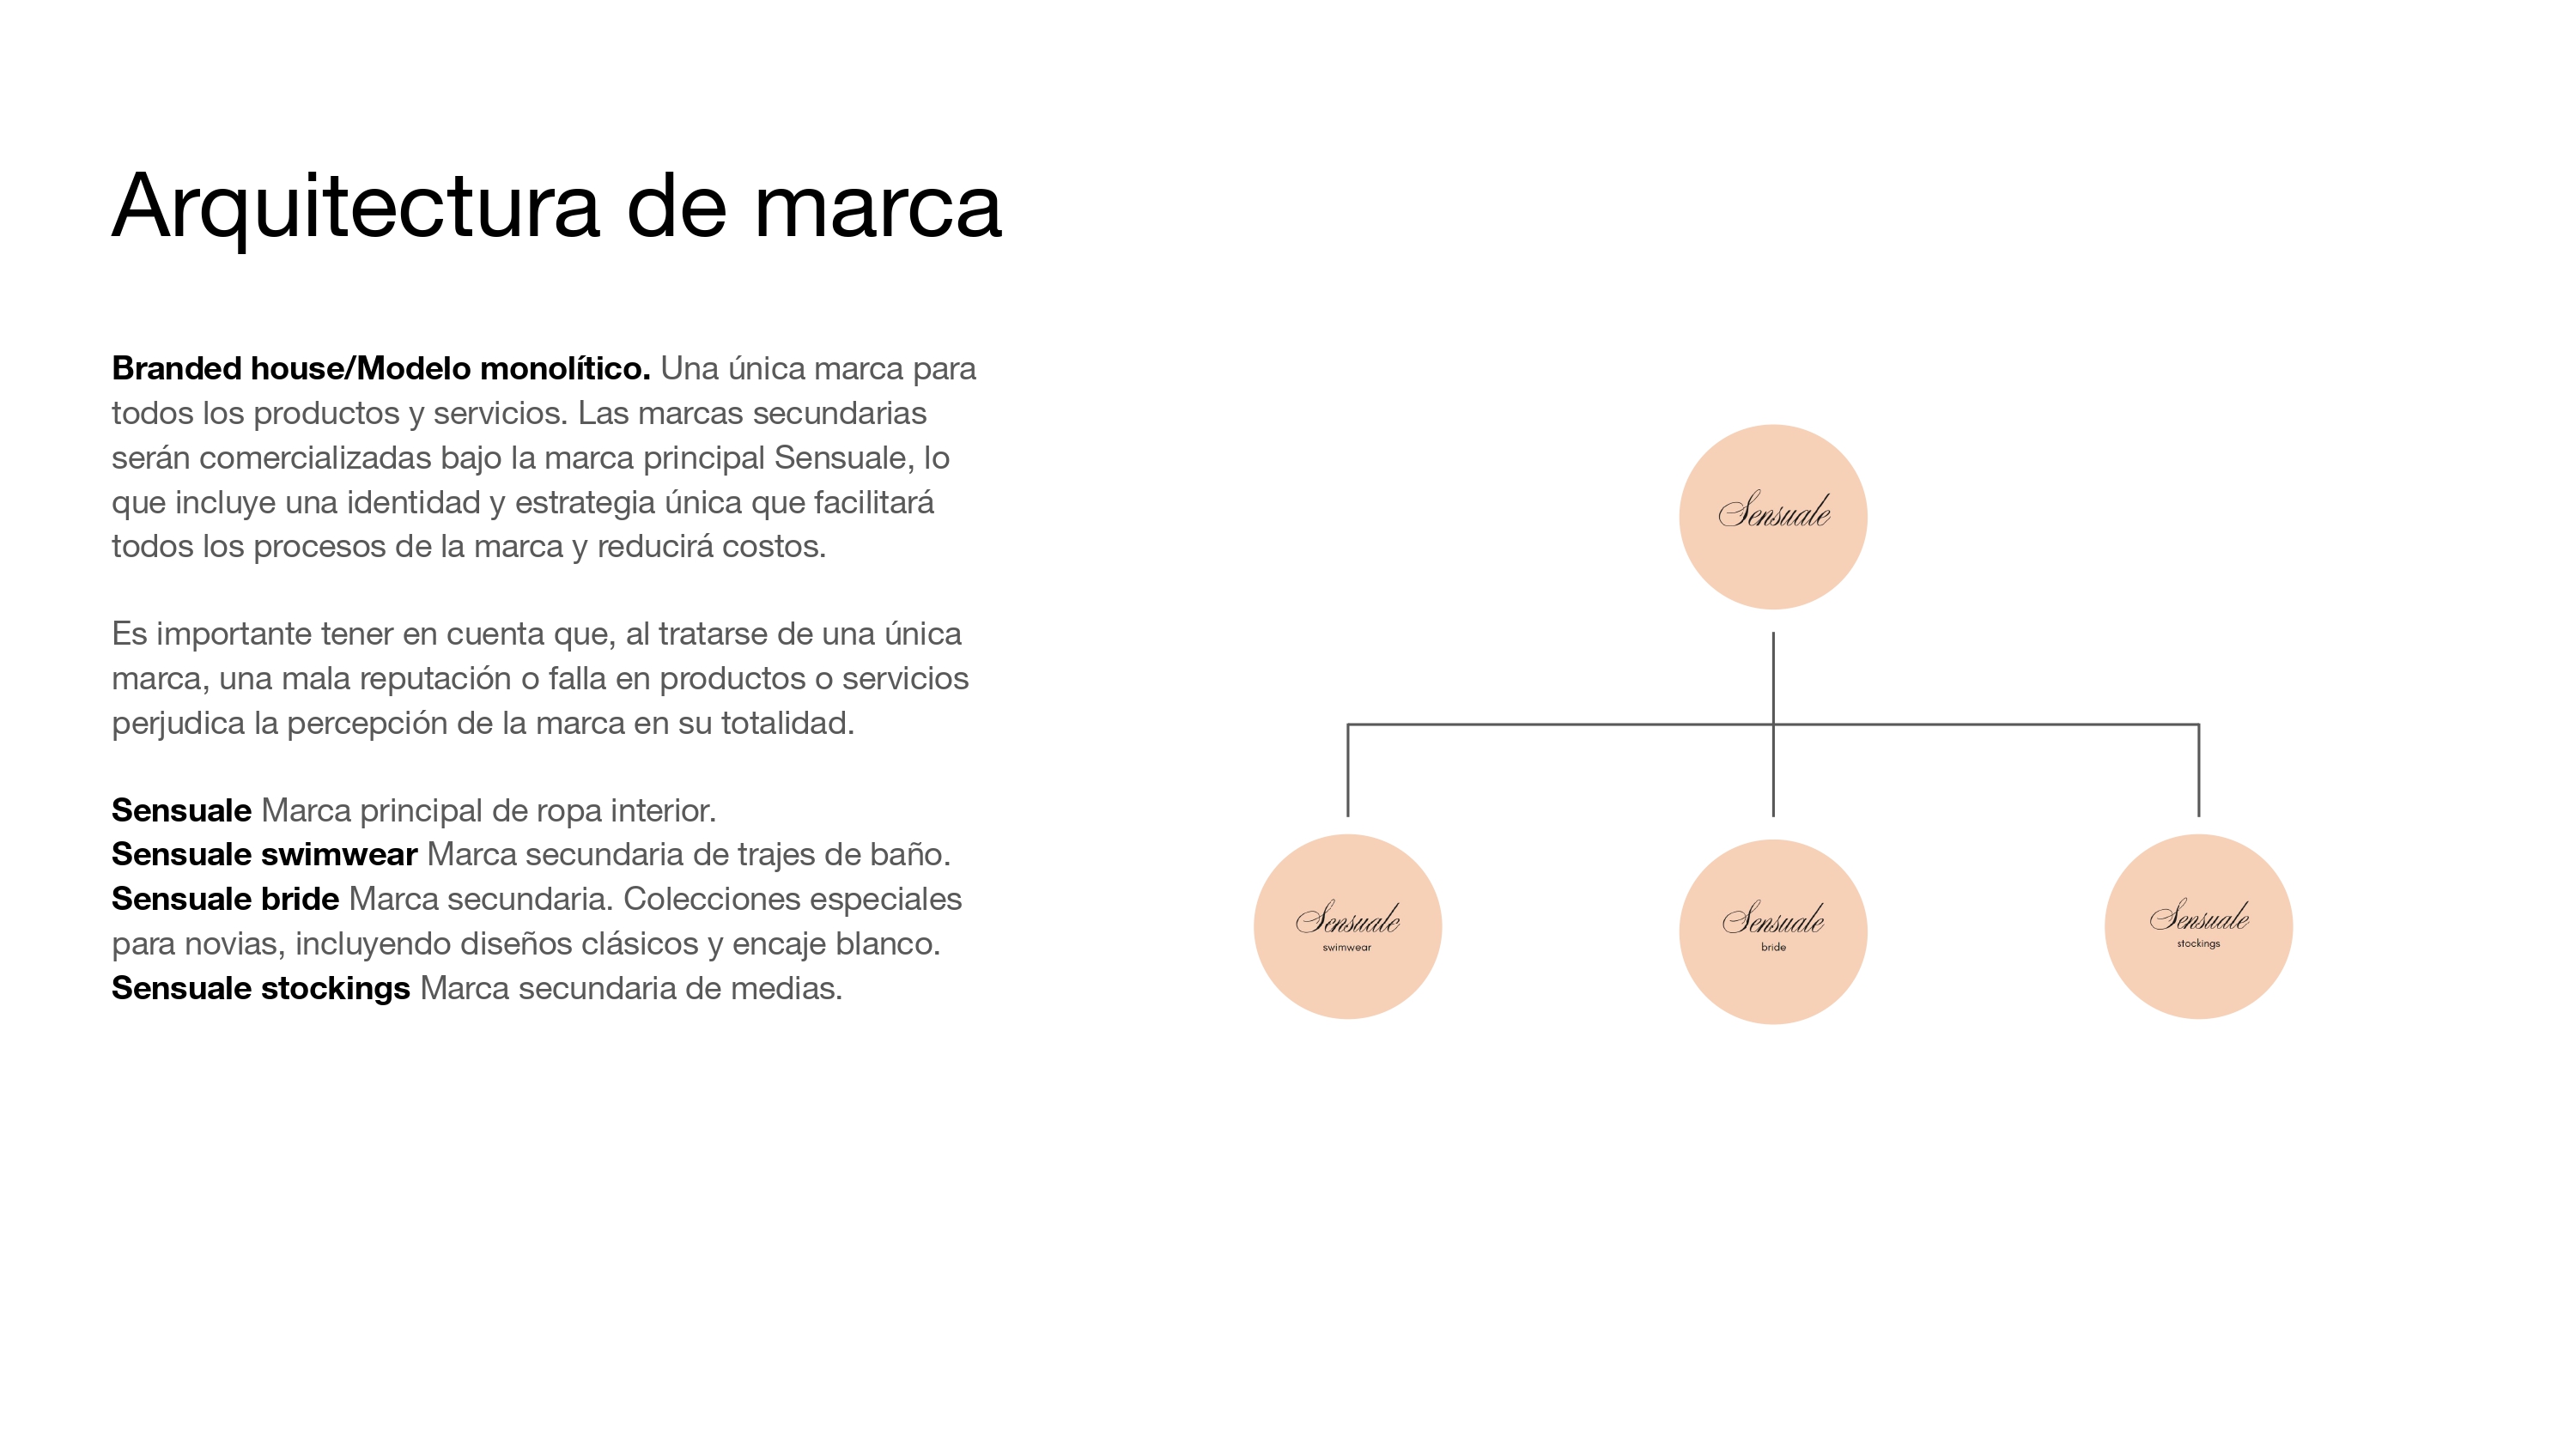 Arquitectura de marca
Branded house/Modelo monolítico. Una única marca para
todos los productos y servicios. Las marcas secundarias
serán comercializadas bajo la marca principal Sensuale, lo
que incluye una identidad y estrategia única que facilitará
todos los procesos de la marca y reducirá costos.
Es importante tener en cuenta que, al tratarse de una única
marca, una mala reputación o falla en productos o servicios
perjudica la percepción de la marca en su totalidad.
Sensuale Marca principal de ropa interior.
Sensuale swimwear Marca secundaria de trajes de baño.
Sensuale bride Marca secundaria. Colecciones especiales
para novias, incluyendo diseños clásicos y encaje blanco.
Sensuale stockings Marca secundaria de medias.
Sensuale
Sensuale
swimwear
Sensuale
bride
Sensuale
stockings